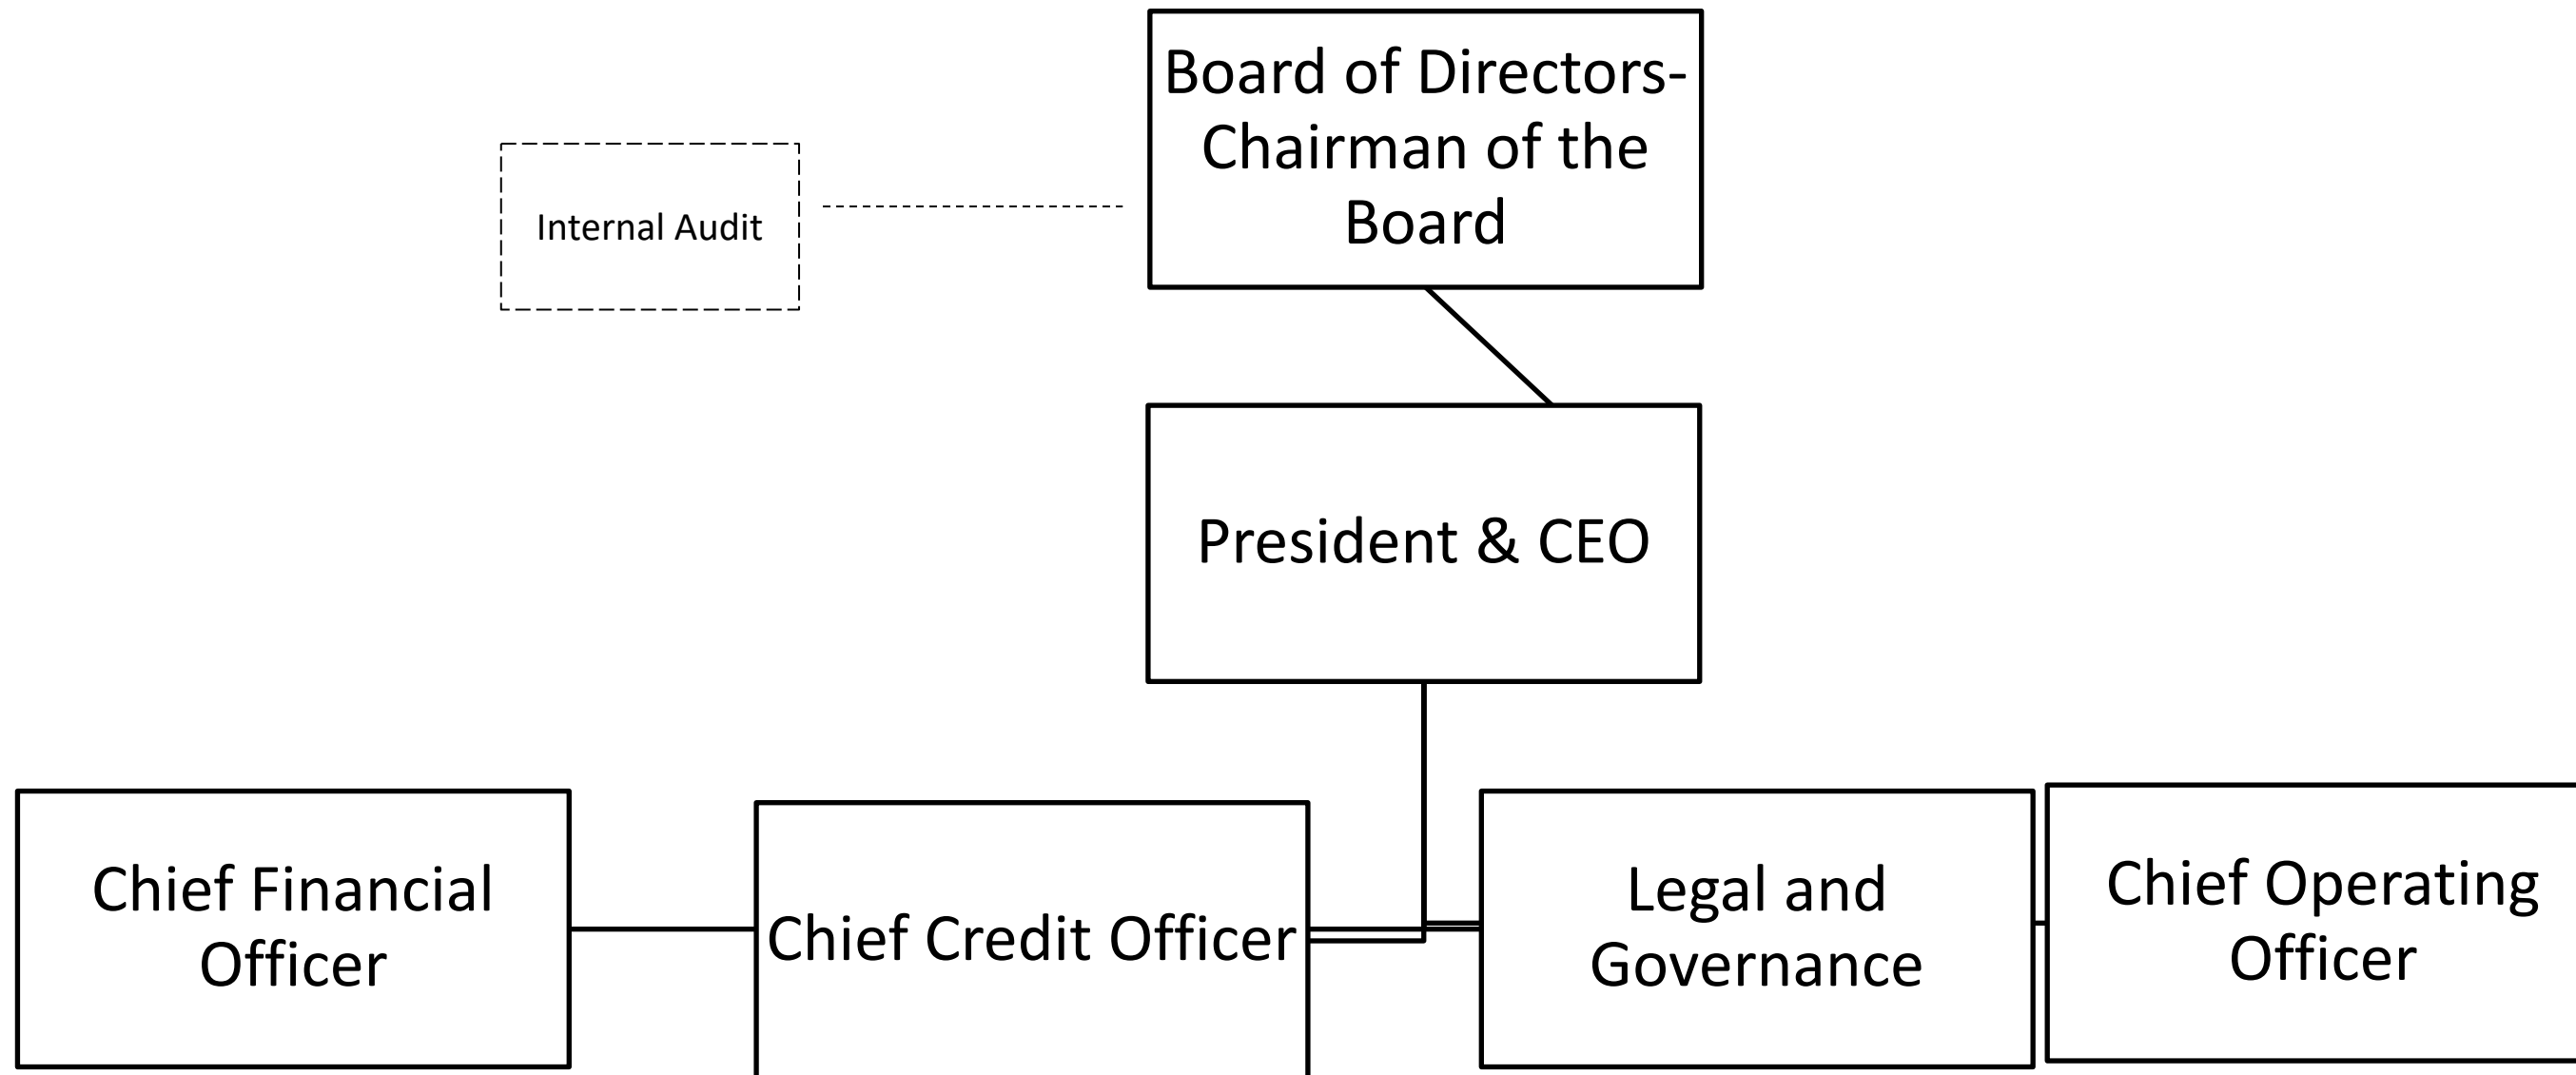 Board of Directors-
Chairman of the
Board
Internal Audit
President & CEO
Chief Financial
Officer
Chief Credit Officer
Legal and
Governance
Chief Operating
Officer